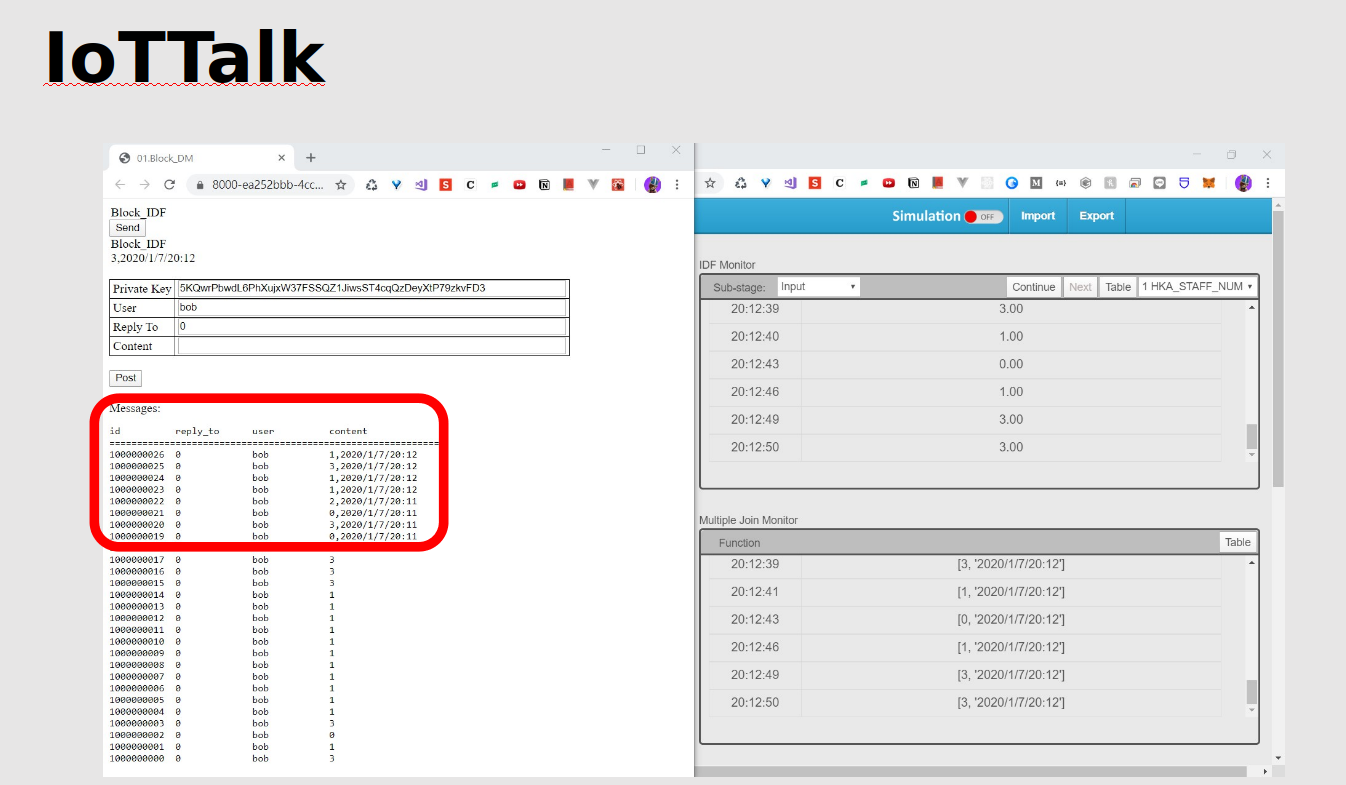 IoTTalk
01.Block_DM
8000-ea252bbb-4cc...
Block_IDF
Send
Block_IDF
3,2020/1/7/20:12
Private Key 5KQwrPbwdL6PhXujxW37FSSQZ1JiwsST4cqQzDeyXtP79zkvFD3
User bob
Reply To 0
Content
Post
Messages:
id reply_to user content
============================================================
1000000026 0 bob 1,2020/1/7/20:12
1000000025 0 bob 3,2020/1/7/20:12
1000000024 0 bob 1,2020/1/7/20:12
1000000023 0 bob 1,2020/1/7/20:12
1000000022 0 bob 2,2020/1/7/20:11
1000000021 0 bob 0,2020/1/7/20:11
1000000020 0 bob 3,2020/1/7/20:11
1000000019 0 bob 0,2020/1/7/20:11
1000000017 0 bob 3
1000000016 0 bob 3
1000000015 0 bob 3
1000000014 0 bob 1
1000000013 0 bob 1
1000000012 0 bob 1
1000000011 0 bob 1
1000000010 0 bob 1
1000000009 0 bob 1
1000000008 0 bob 1
1000000007 0 bob 1
1000000006 0 bob 1
1000000005 0 bob 1
1000000004 0 bob 1
1000000003 0 bob 3
1000000002 0 bob 0
1000000001 0 bob 1
1000000000 0 bob 3
Simulation OFF Import Export
IDF Monitor
Sub-stage: Input Continue Next Table 1 HKA_STAFF_NUM
20:12:39 3.00
20:12:40 1.00
20:12:43 0.00
20:12:46 1.00
20:12:49 3.00
20:12:50 3.00
Multiple Join Monitor
Function Table
20:12:39 [3, '2020/1/7/20:12']
20:12:41 [1, '2020/1/7/20:12']
20:12:43 [0, '2020/1/7/20:12']
20:12:46 [1, '2020/1/7/20:12']
20:12:49 [3, '2020/1/7/20:12']
20:12:50 [3, '2020/1/7/20:12']